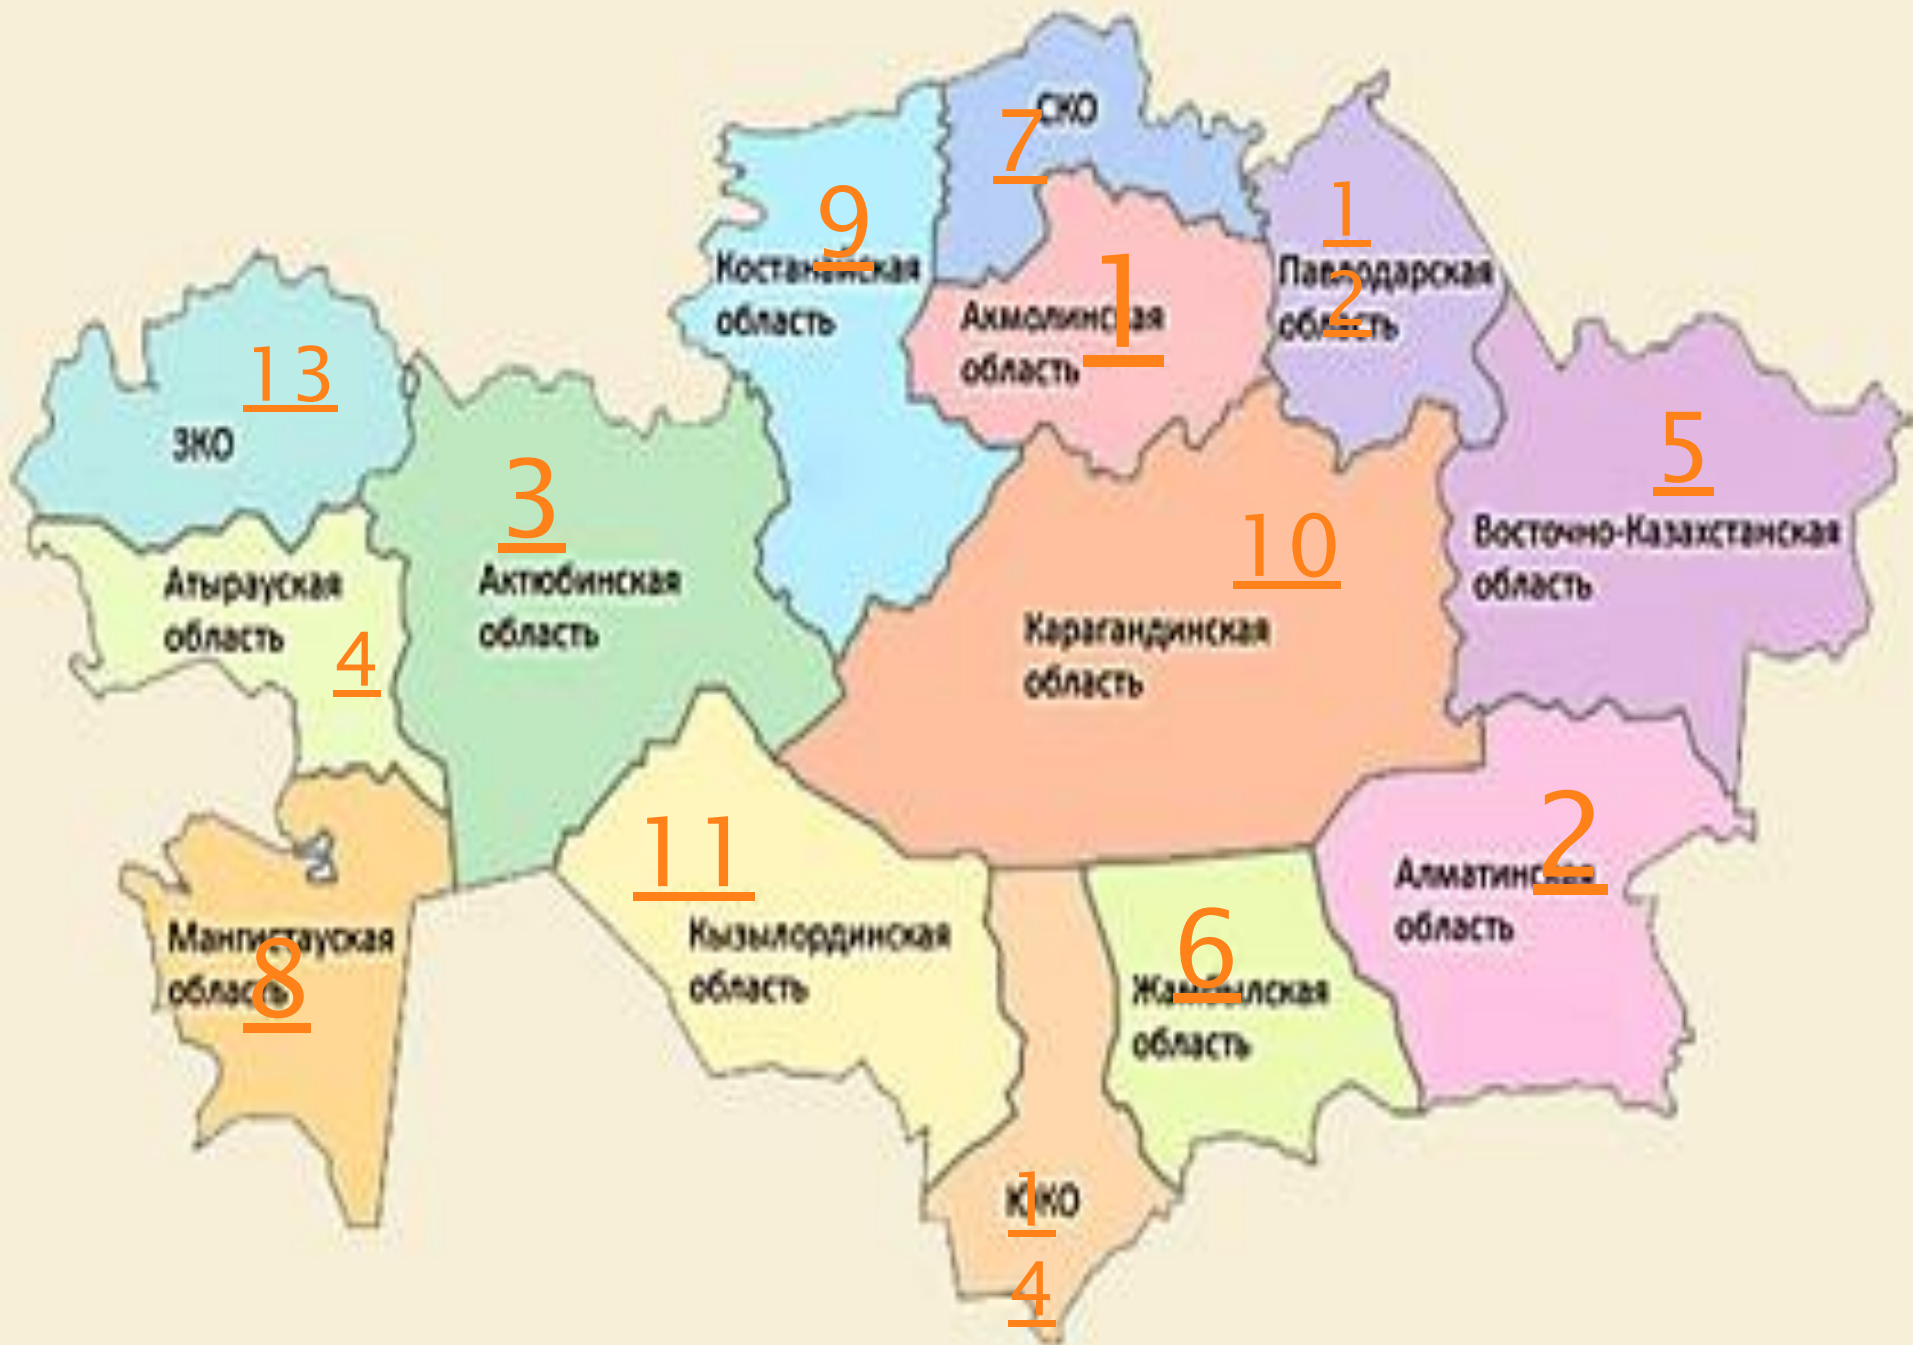 СКО
7
9
Костанайская
область
1
Акмолинская
область
1
2
Павлодарская
область
13
ЗКО
3
Актюбинская
область
5
Восточно-Казахстанская
область
10
Карагандинская
область
Атырауская
область
4
2
Алматинская
область
11
Кызылординская
область
Мангистауская
область
8
6
Жамбылская
область
ЮКО
1
4